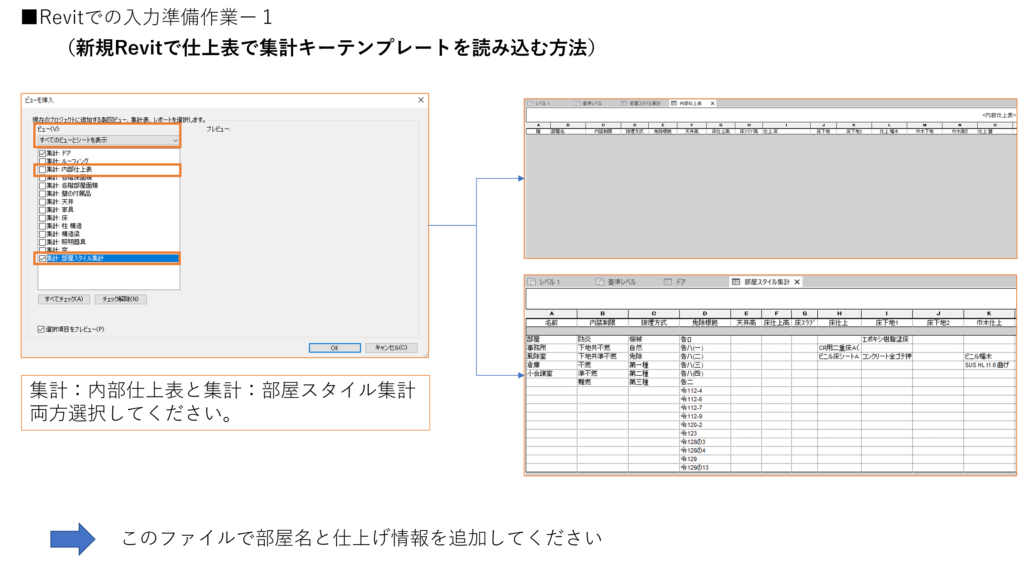 ■Revitでの入力準備作業ー1
（新規Revitで仕上表で集計キーテンプレートを読み込む方法）
ビューを挿入
現在のプロジェクトに追加する製図ビュー、集計表、レポートを選択します。
ビュー(V):
プレビュー:
すべてのビューとシートを表示
集計: ドア
集計: ルーフィング
集計: 内部仕上表
集計: 各階部屋面積
集計: 壁の付属品
集計: 天井
集計: 家具
集計: 床
集計: 柱 構造
集計: 構造梁
集計: 照明器具
集計: 窓
集計: 部屋スタイル集計
すべてチェック(A)
チェック解除(N)
選択項目をプレビュー(P)
OK
キャンセル(C)
集計：内部仕上表と集計：部屋スタイル集計
両方選択してください。
レベル 1 基準レベル 部屋スタイル集計 内部仕上表
<内部仕上表>
A B C D E F G H I J K L M N O
階 部屋名 内装制限 排煙方式 免除根拠 天井高 床仕上高 床スラブ高 仕上 床 床下地 床下地2 仕上 幅木 巾木下地 巾木高さ 仕上 壁
レベル 1 基準レベル ドア 部屋スタイル集計
A B C D E F G H I J K
名前 内装制限 排煙方式 免除根拠 天井高 床仕上高 床スラブ 床仕上 床下地1 床下地2 巾木仕上
部屋 防炎 機械 告ロ エポキシ樹脂塗床
事務所 下地共不燃 自然 告ハ(一) CR用二重床A(
風除室 下地共準不燃 免除 告ハ(二) ビニル床シートA コンクリート金ゴテ押 ビニル幅木
倉庫 不燃 第一種 告ハ(三) SUS HL t1.6 曲げ
小会議室 準不燃 第二種 告ハ(四)
難燃 第三種 告二
令112-4
令112-6
令112-7
令112-9
令120-2
令123
令128の3
令128の4
令129
令129の13
このファイルで部屋名と仕上げ情報を追加してください